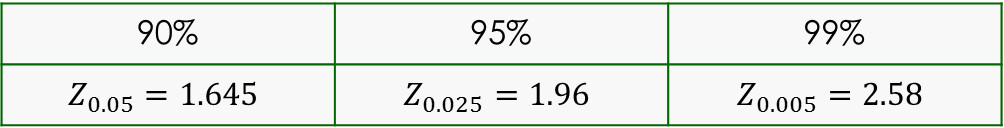 90% 95% 99%
Z₀.₀₅ = 1.645 Z₀.₀₂₅ = 1.96 Z₀.₀₀₅ = 2.58